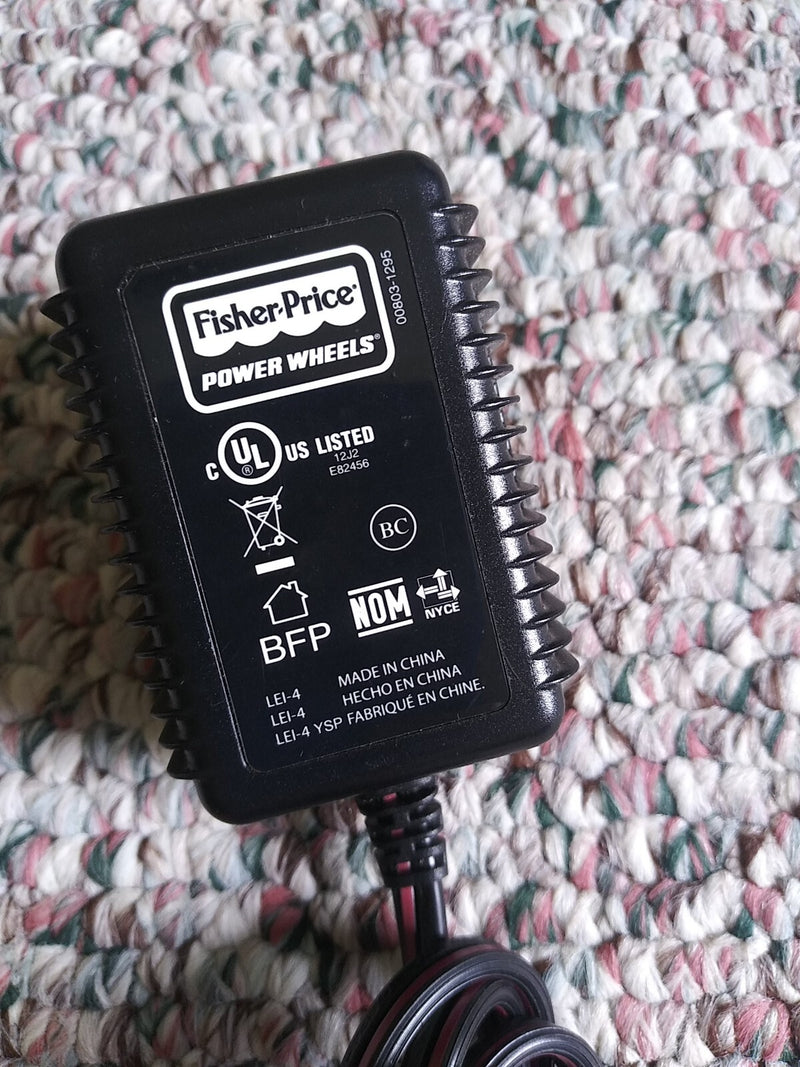 Fisher-Price®
POWER WHEELS®
00803-1295
C UL ® US LISTED
12J2
E82456
BC
BFP
NOM
NYCE
LEI-4 MADE IN CHINA
LEI-4 HECHO EN CHINA
LEI-4 YSP FABRIQUÉ EN CHINE.